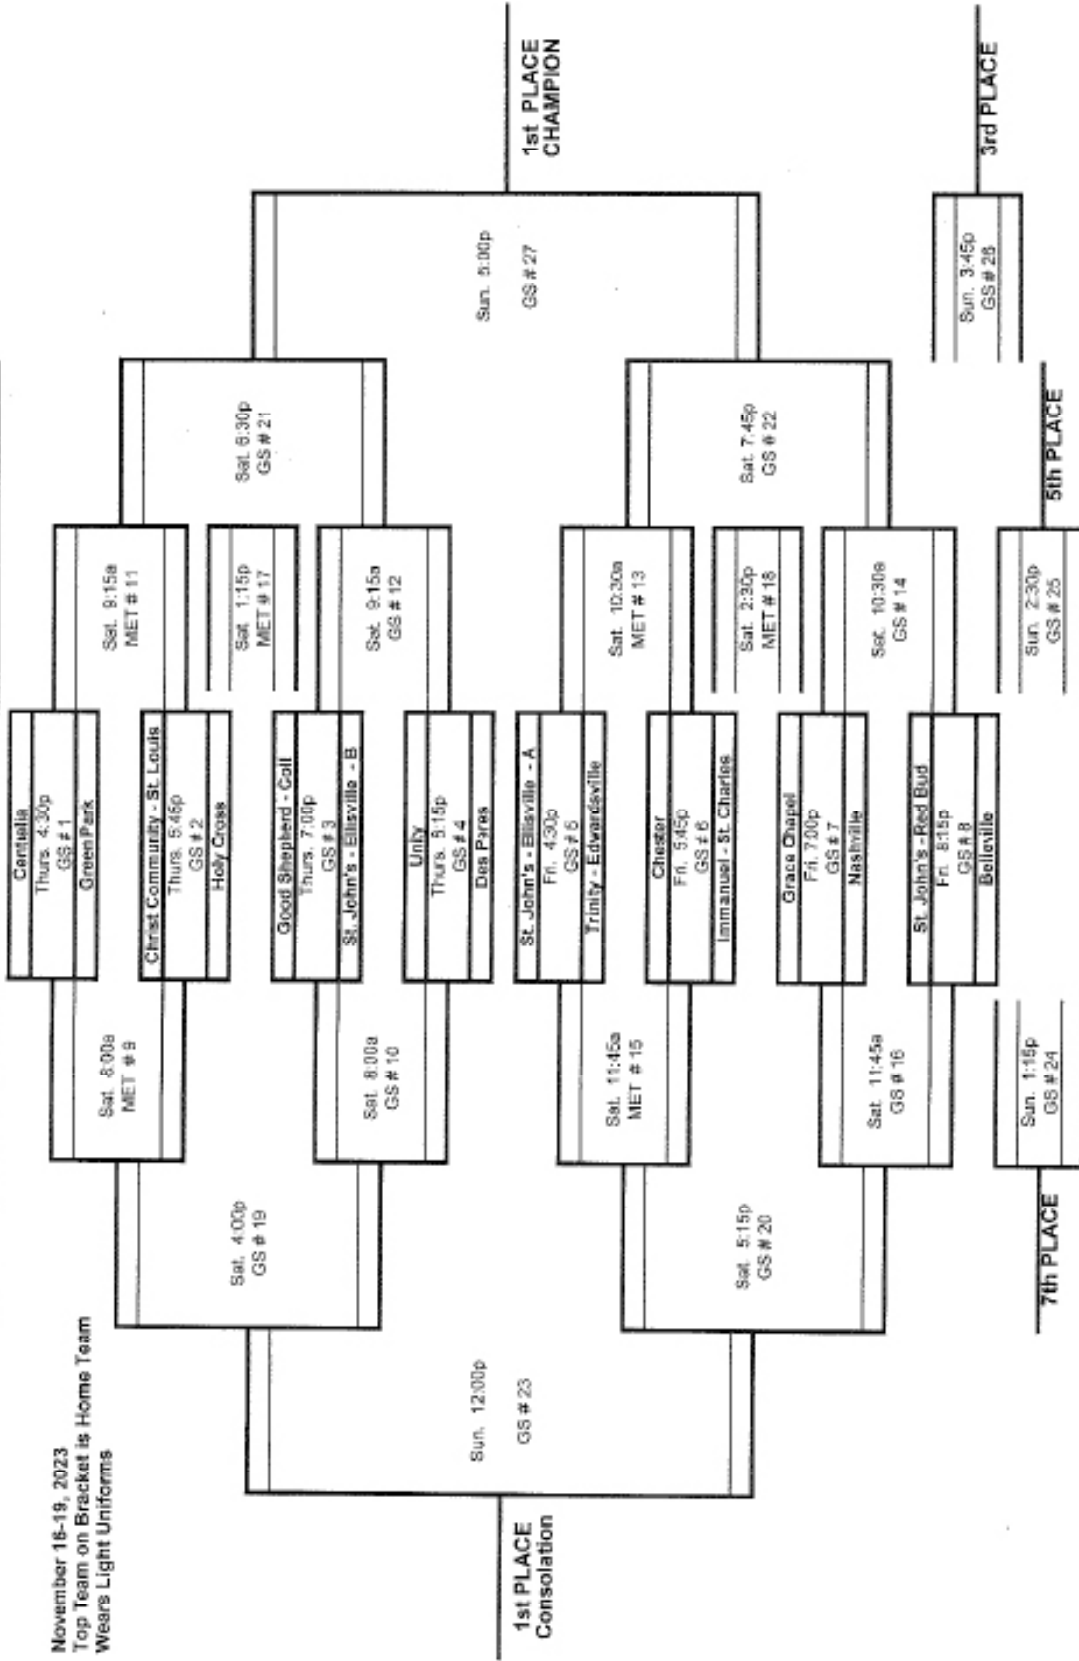 November 16-19, 2023
Top Team on Bracket is Home Team
Wears Light Uniforms
Centralia
Thurs. 4:30p
GS # 1
Green Park
Christ Community - St. Louis
Thurs. 5:45p
GS # 2
Holy Cross
Good Shepherd - Coll
Thurs. 7:00p
GS # 3
St. John's - Ellisville - B
Unity
Thurs. 8:15p
GS # 4
Des Pares
St. John's - Ellisville - A
Fri. 4:30p
GS # 5
Trinity - Edwardsville
Chester
Fri. 5:45p
GS # 6
Immanuel - St. Charles
Grace Chapel
Fri. 7:00p
GS # 7
Nashville
St. John's - Red Bud
Fri. 8:15p
GS # 8
Belleville
Sat. 8:00a
MET # 9
Sat. 8:00a
GS # 10
Sat. 11:45a
MET # 15
Sat. 11:45a
GS # 16
Sat. 4:00p
GS # 19
Sat. 5:15p
GS # 20
Sun. 12:00p
GS # 23
1st PLACE
Consolation
Sun. 1:15p
GS # 24
7th PLACE
Sat. 9:15a
MET # 11
Sat. 1:15p
MET # 17
Sat. 9:15a
GS # 12
Sat. 10:30a
MET # 13
Sat. 2:30p
MET # 18
Sat. 10:30a
GS # 14
Sun. 2:30p
GS # 25
5th PLACE
Sat. 6:30p
GS # 21
Sat. 7:45p
GS # 22
Sun. 5:00p
GS # 27
1st PLACE
CHAMPION
Sun. 3:45p
GS # 26
3rd PLACE